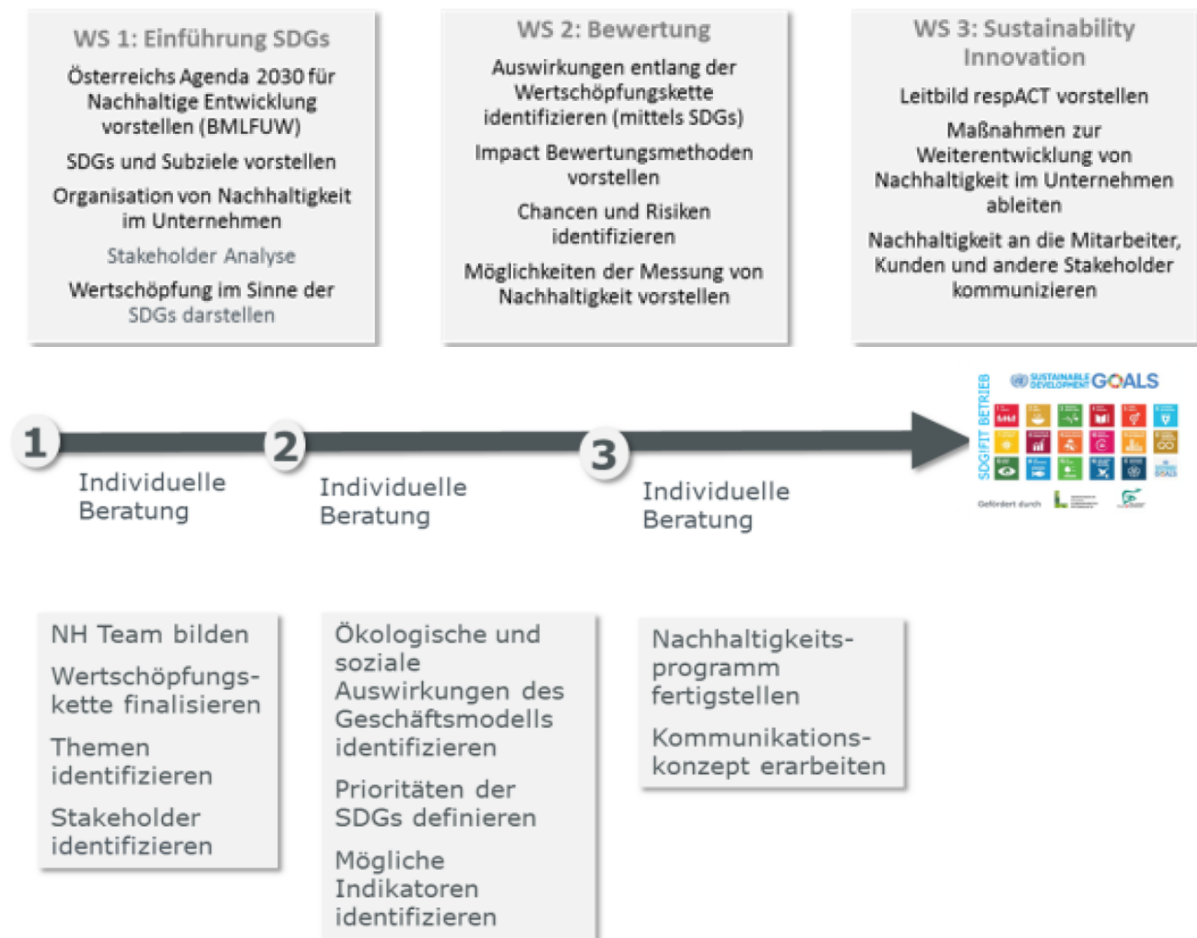 WS 1: Einführung SDGs
Österreichs Agenda 2030 für
Nachhaltige Entwicklung
vorstellen (BMLFUW)
SDGs und Subziele vorstellen
Organisation von Nachhaltigkeit
im Unternehmen
Stakeholder Analyse
Wertschöpfung im Sinne der
SDGs darstellen
WS 2: Bewertung
Auswirkungen entlang der
Wertschöpfungskette
identifizieren (mittels SDGs)
Impact Bewertungsmethoden
vorstellen
Chancen und Risiken
identifizieren
Möglichkeiten der Messung von
Nachhaltigkeit vorstellen
WS 3: Sustainability
Innovation
Leitbild respACT vorstellen
Maßnahmen zur
Weiterentwicklung von
Nachhaltigkeit im Unternehmen
ableiten
Nachhaltigkeit an die Mitarbeiter,
Kunden und andere Stakeholder
kommunizieren
1
2
3
Individuelle
Beratung
Individuelle
Beratung
Individuelle
Beratung
SDG!FIT BETRIEB
SUSTAINABLE
DEVELOPMENT GOALS
Gefördert durch
NH Team bilden
Wertschöpfungs-
kette finalisieren
Themen
identifizieren
Stakeholder
identifizieren
Ökologische und
soziale
Auswirkungen des
Geschäftsmodells
identifizieren
Prioritäten der
SDGs definieren
Mögliche
Indikatoren
identifizieren
Nachhaltigkeits-
programm
fertigstellen
Kommunikations-
konzept erarbeiten